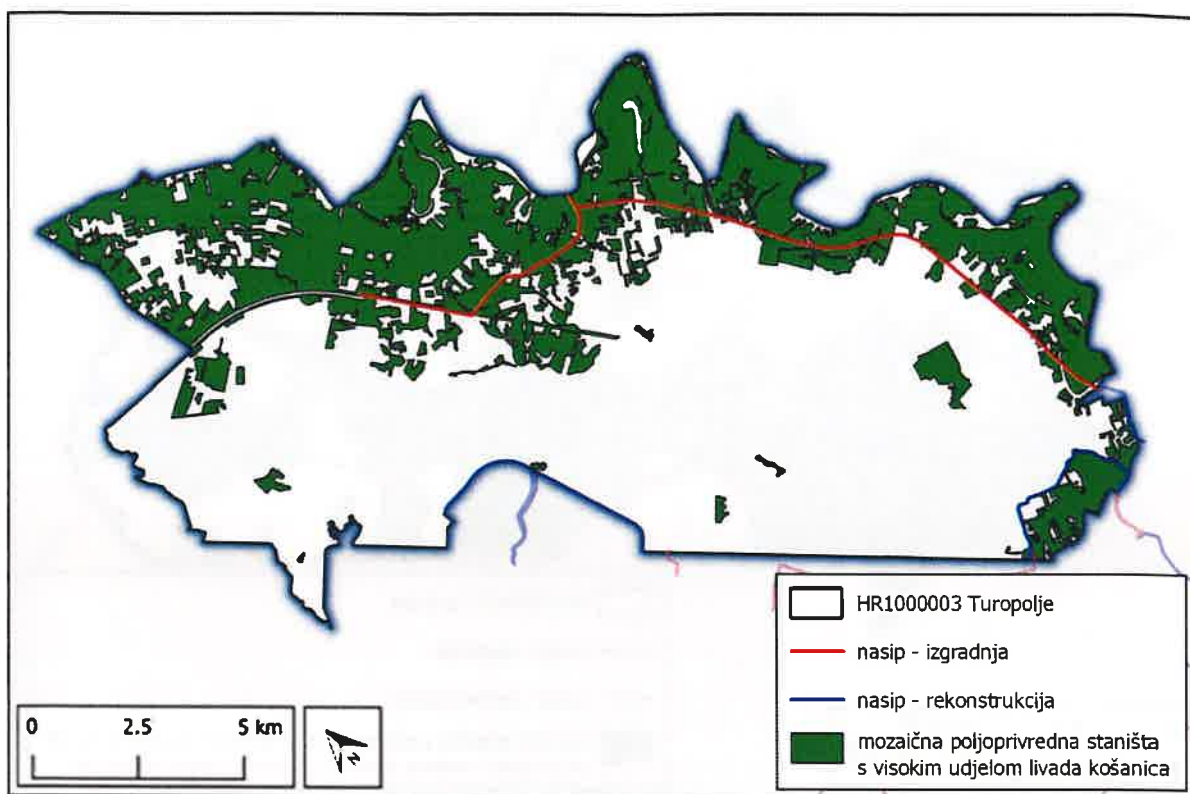 HR1000003 Turopolje
nasip - izgradnja
nasip - rekonstrukcija
mozaična poljoprivredna staništa
s visokim udjelom livada košanica
0 2.5 5 km
N